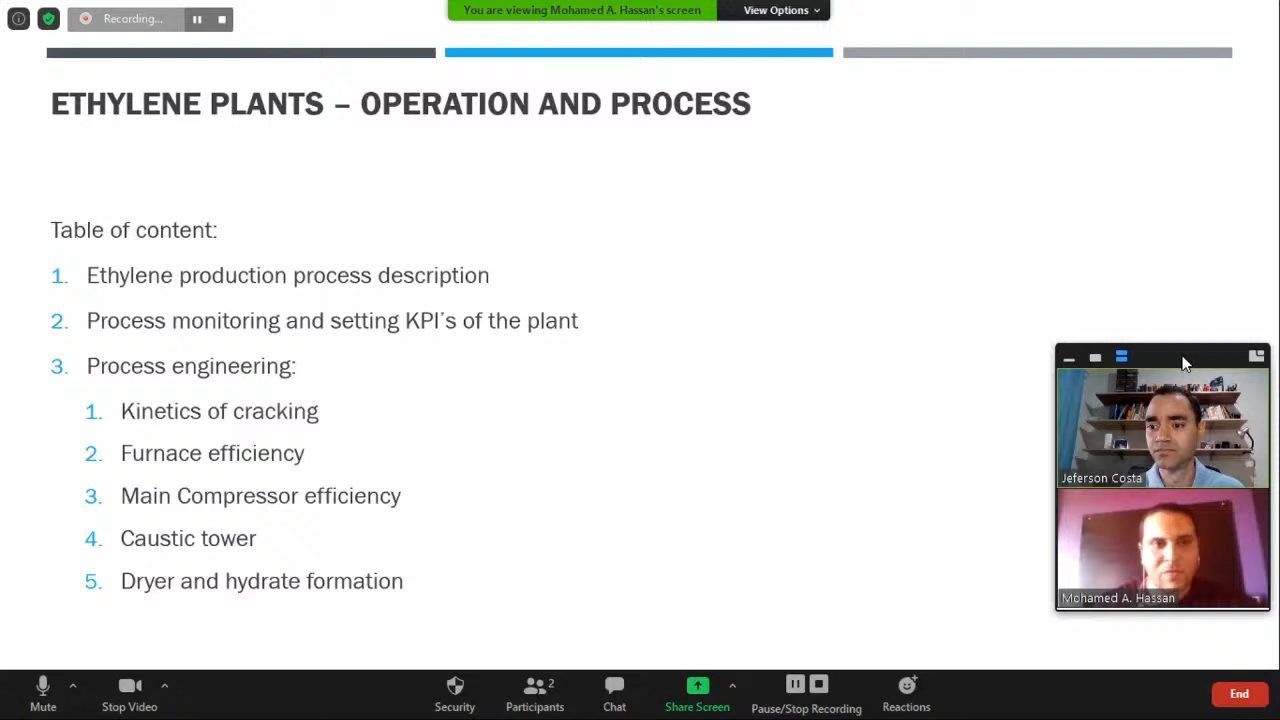 Recording...
You are viewing Mohamed A. Hassan's screen
View Options
ETHYLENE PLANTS – OPERATION AND PROCESS
Table of content:
1. Ethylene production process description
2. Process monitoring and setting KPI's of the plant
3. Process engineering:
1. Kinetics of cracking
2. Furnace efficiency
3. Main Compressor efficiency
4. Caustic tower
5. Dryer and hydrate formation
Jeferson Costa
Mohamed A. Hassan
Mute
Stop Video
Security
Participants
2
Chat
Share Screen
Pause/Stop Recording
Reactions
End